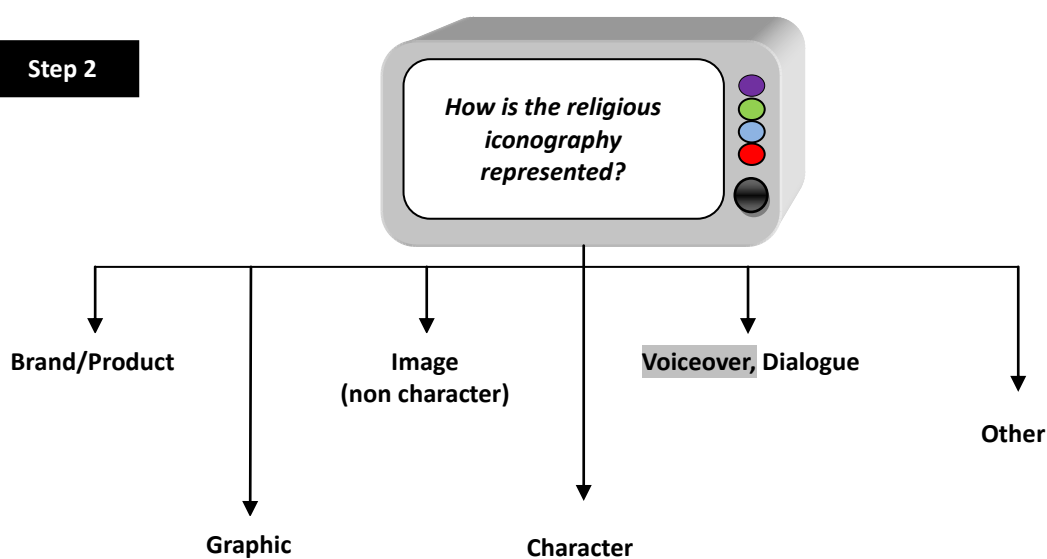 Step 2
How is the religious
iconography
represented?
Brand/Product
Image
(non character)
Voiceover, Dialogue
Other
Graphic
Character